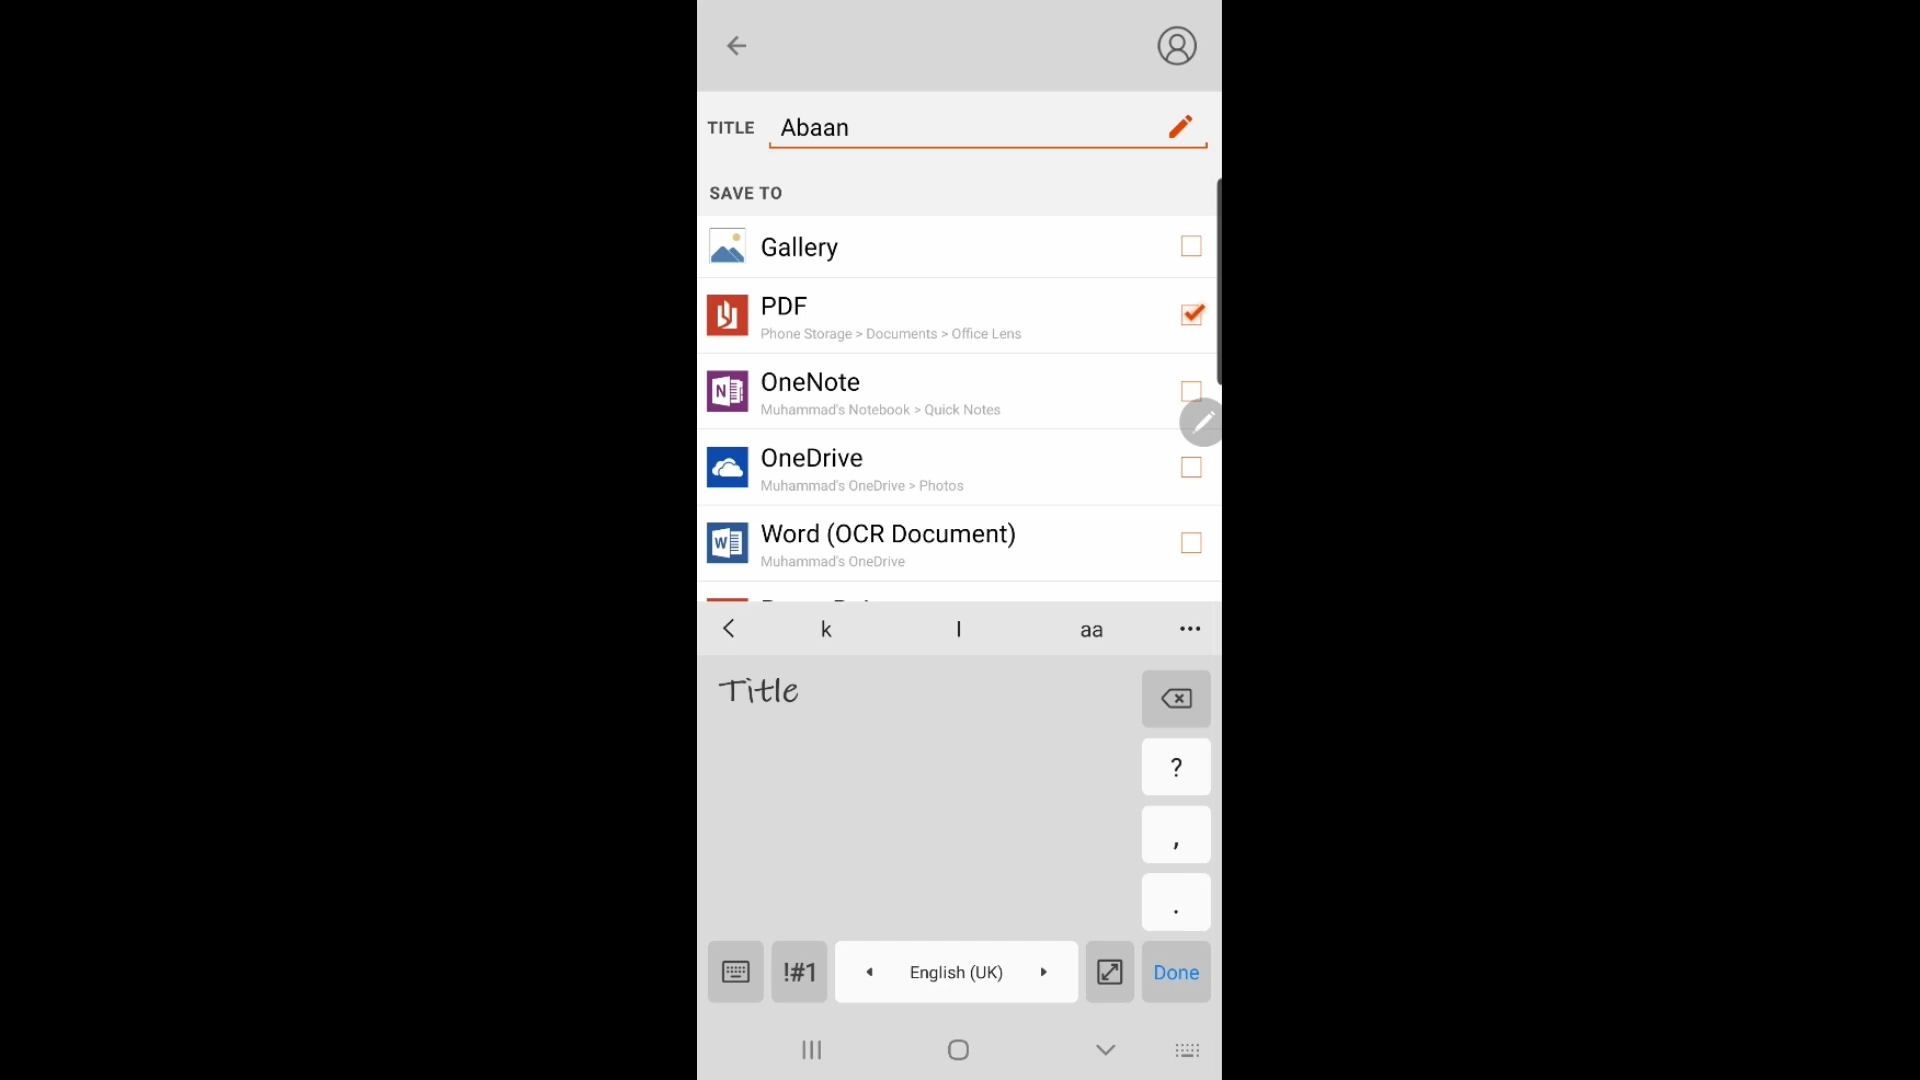 TITLE Abaan
SAVE TO
Gallery
PDF
Phone Storage > Documents > Office Lens
OneNote
Muhammad's Notebook > Quick Notes
OneDrive
Muhammad's OneDrive > Photos
Word (OCR Document)
Muhammad's OneDrive
k l aa
Title
?
,
.
!#1 English (UK) Done